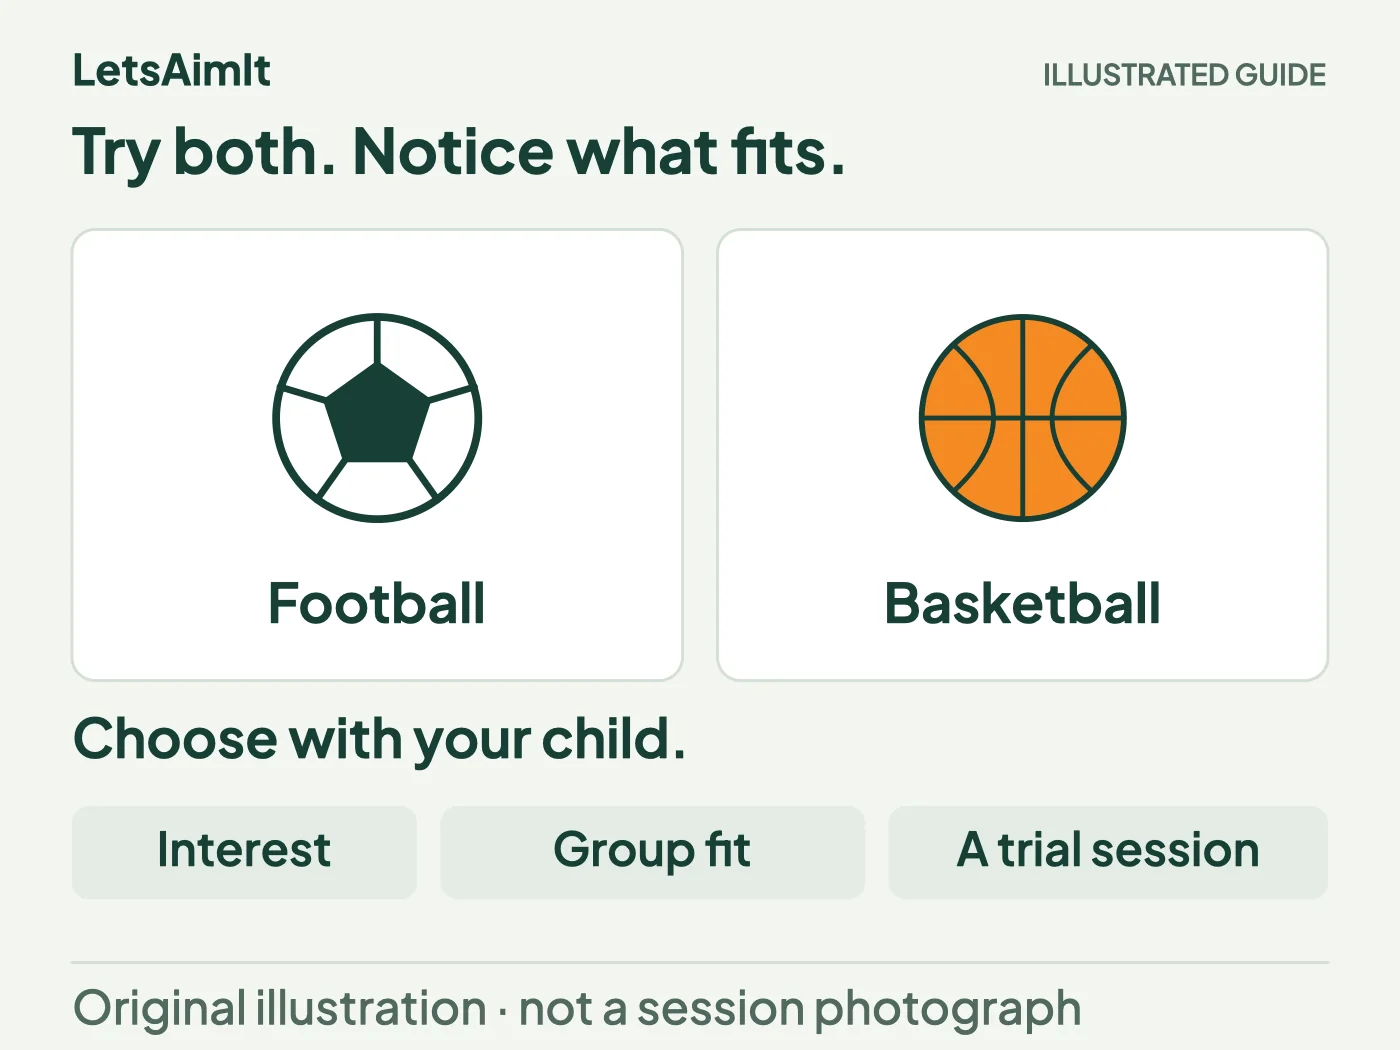 LetsAimIt
ILLUSTRATED GUIDE
Try both. Notice what fits.
Football
Basketball
Choose with your child.
Interest
Group fit
A trial session
Original illustration · not a session photograph